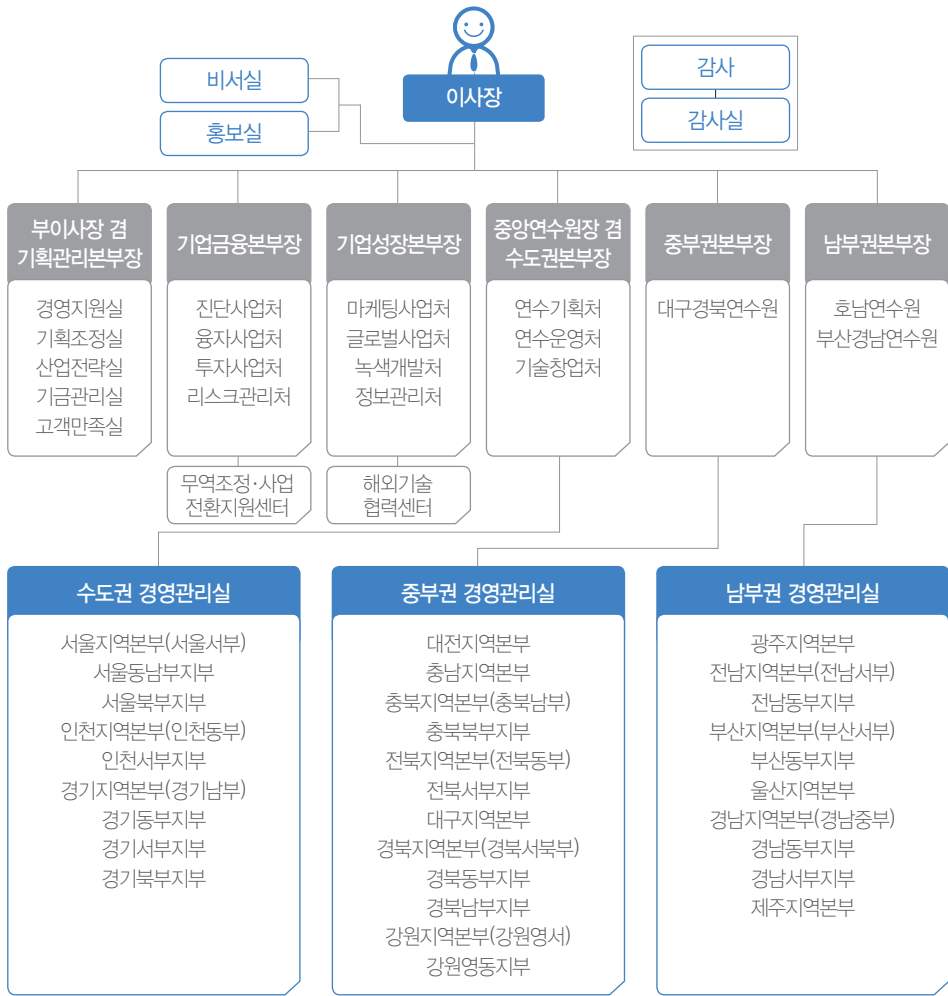 비서실
홍보실
이사장
감사
감사실
부이사장 겸
기획관리본부장
경영지원실
기획조정실
산업전략실
기금관리실
고객만족실
기업금융본부장
진단사업처
융자사업처
투자사업처
리스크관리처
무역조정·사업
전환지원센터
기업성장본부장
마케팅사업처
글로벌사업처
녹색개발처
정보관리처
해외기술
협력센터
중앙연수원장 겸
수도권본부장
연수기획처
연수운영처
기술창업처
중부권본부장
대구경북연수원
남부권본부장
호남연수원
부산경남연수원
수도권 경영관리실
서울지역본부(서울서부)
서울동남부지부
서울북부지부
인천지역본부(인천동부)
인천서부지부
경기지역본부(경기남부)
경기동부지부
경기서부지부
경기북부지부
중부권 경영관리실
대전지역본부
충남지역본부
충북지역본부(충북남부)
충북북부지부
전북지역본부(전북동부)
전북서부지부
대구지역본부
경북지역본부(경북서북부)
경북동부지부
경북남부지부
강원지역본부(강원영서)
강원영동지부
남부권 경영관리실
광주지역본부
전남지역본부(전남서부)
전남동부지부
부산지역본부(부산서부)
부산동부지부
울산지역본부
경남지역본부(경남중부)
경남동부지부
경남서부지부
제주지역본부